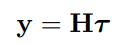 𝐲 = 𝐇𝝉